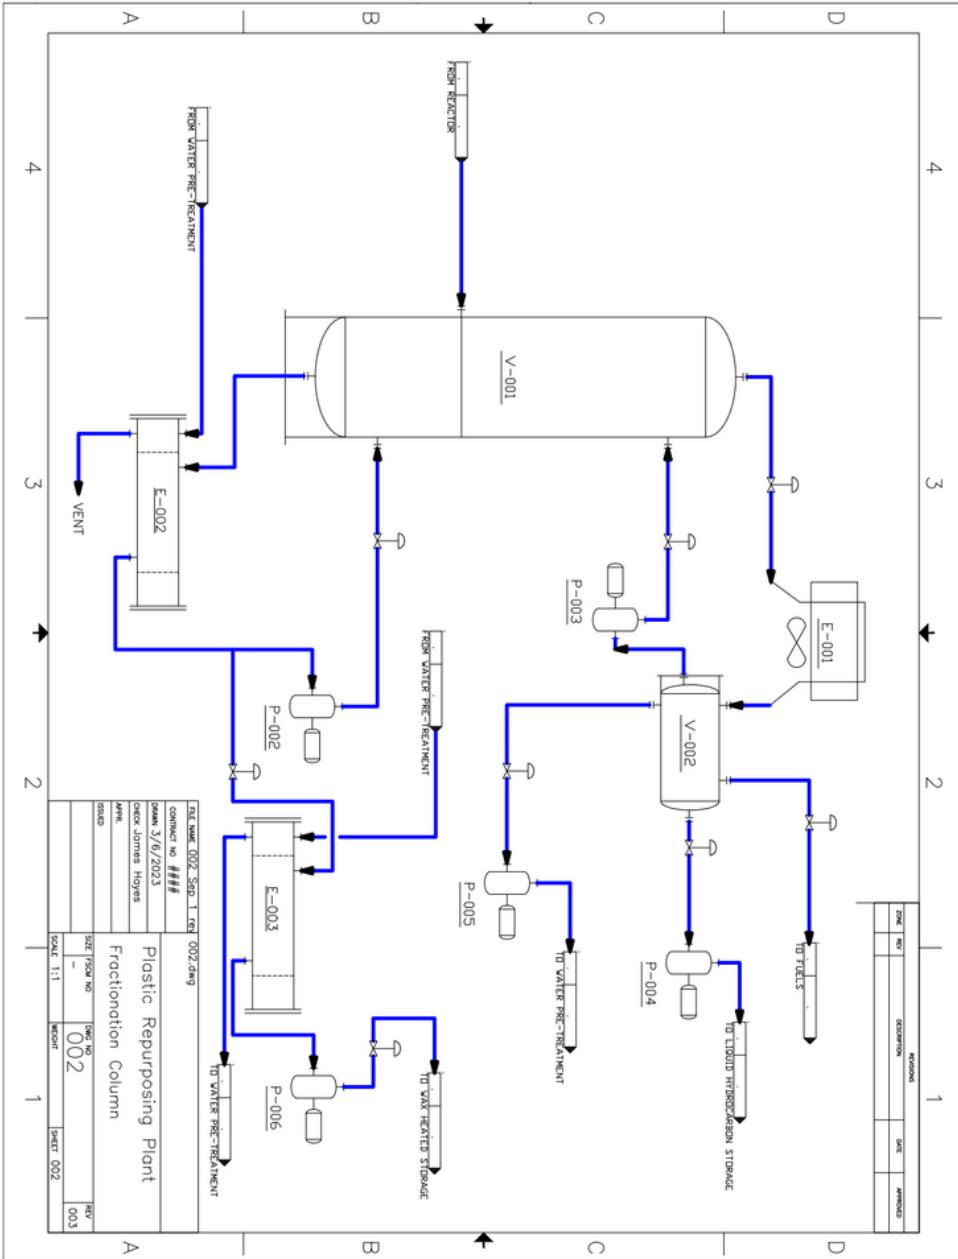 4
3
2
1
D
C
B
A
D
C
B
A
4
3
2
1
REVISIONS
ZONE
REV
DESCRIPTION
DATE
APPROVED
E-001
TO FUELS
V-002
P-003
P-004
TO LIQUID HYDROCARBON STORAGE
P-005
TO WATER PRE-TREATMENT
FROM REACTOR
V-001
FROM WATER PRE-TREATMENT
TO WAX HEATED STORAGE
P-002
P-006
FROM WATER PRE-TREATMENT
E-003
TO WATER PRE-TREATMENT
E-002
VENT
FILE NAME 002 Sep 1 rev 002.dwg
CONTRACT NO ####
DRAWN 3/6/2023
CHECK James Hayes
APPR.
ISSUED
Plastic Repurposing Plant
Fractionation Column
SIZE -
FSCM NO
DWG NO 002
REV 003
SCALE 1:1
WEIGHT
SHEET 002